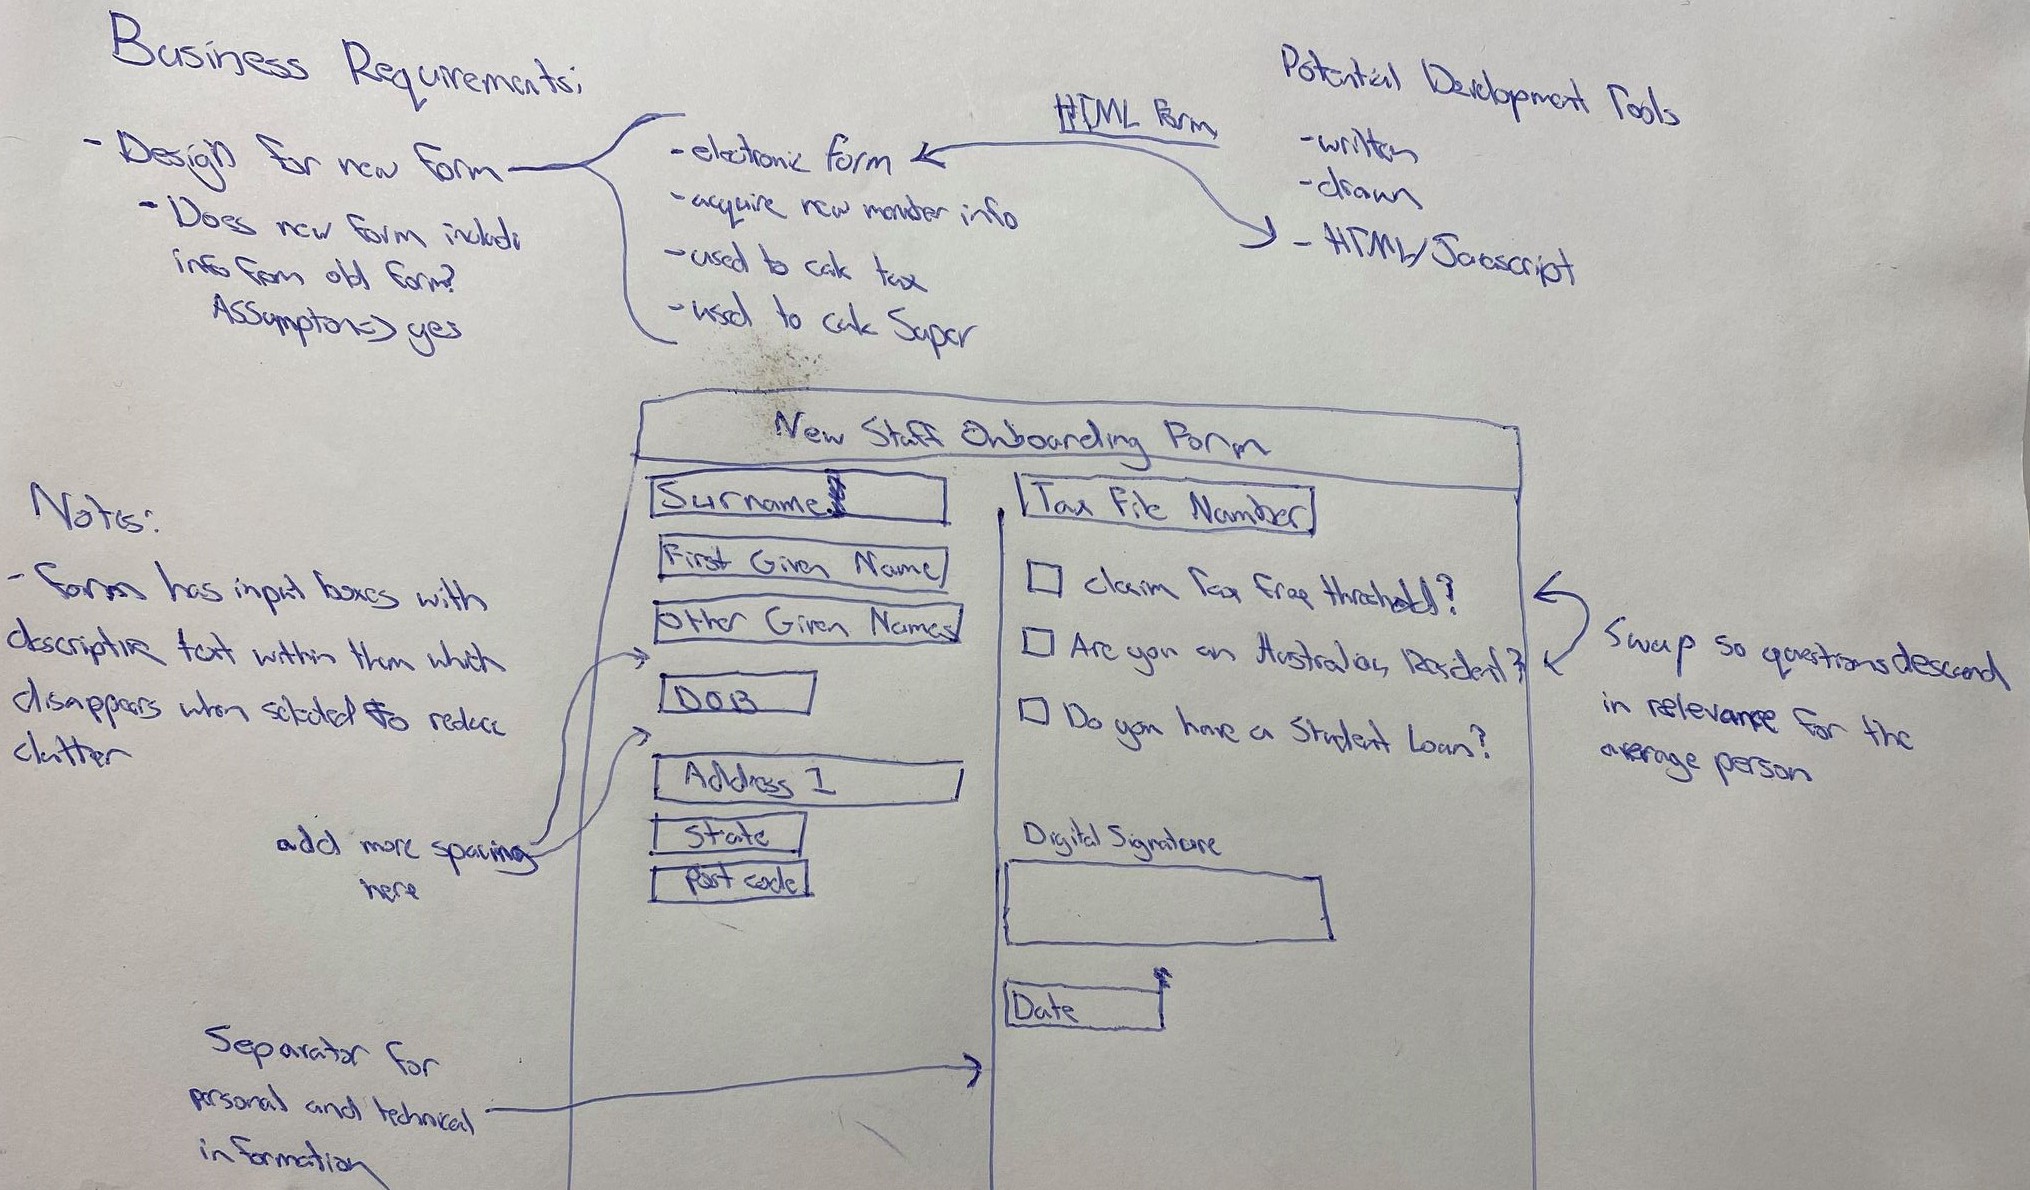 Business Requirements:
- Design for new form
- Does new form include
info from old form?
Assumption => yes
- electronic form
- acquire new member info
- used to calc tax
- used to calc Super
HTML Form
Potential Development Tools
- written
- drawn
- HTML/Javascript
New Staff Onboarding Form
Surname
First Given Name
Other Given Names
DOB
Address 1
State
Post code
Tax File Number
Claim Tax Free threshold?
Are you an Australian Resident?
Do you have a Student Loan?
Digital Signature
Date
Swap so questions descend
in relevance for the
average person
Notes:
- form has input boxes with
descriptive text within them which
disappears when selected to reduce
clutter
add more spacing
here
Separator for
personal and technical
information